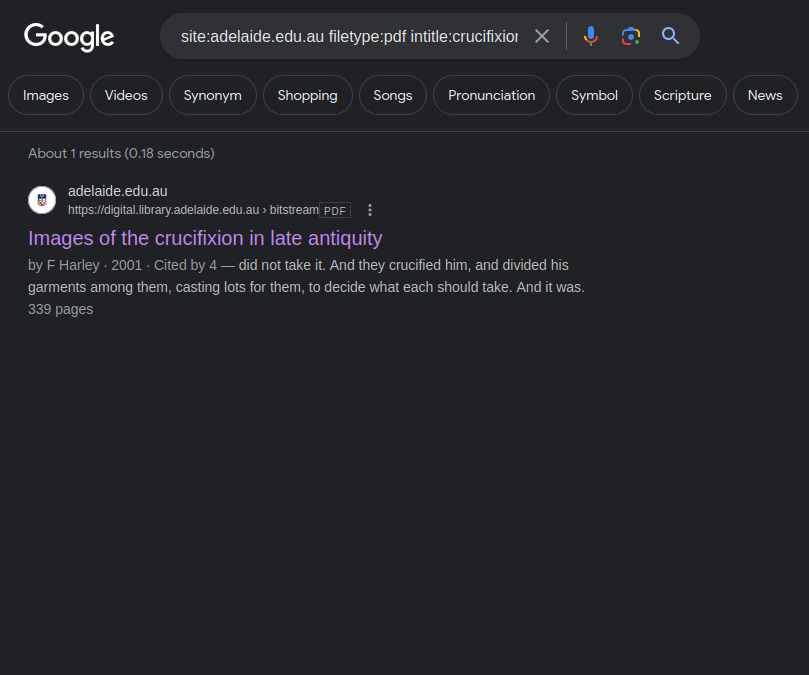 Google
site:adelaide.edu.au filetype:pdf intitle:crucifixion
Images Videos Synonym Shopping Songs Pronunciation Symbol Scripture News
About 1 results (0.18 seconds)
adelaide.edu.au
https://digital.library.adelaide.edu.au › bitstream PDF
Images of the crucifixion in late antiquity
by F Harley · 2001 · Cited by 4 — did not take it. And they crucified him, and divided his
garments among them, casting lots for them, to decide what each should take. And it was.
339 pages